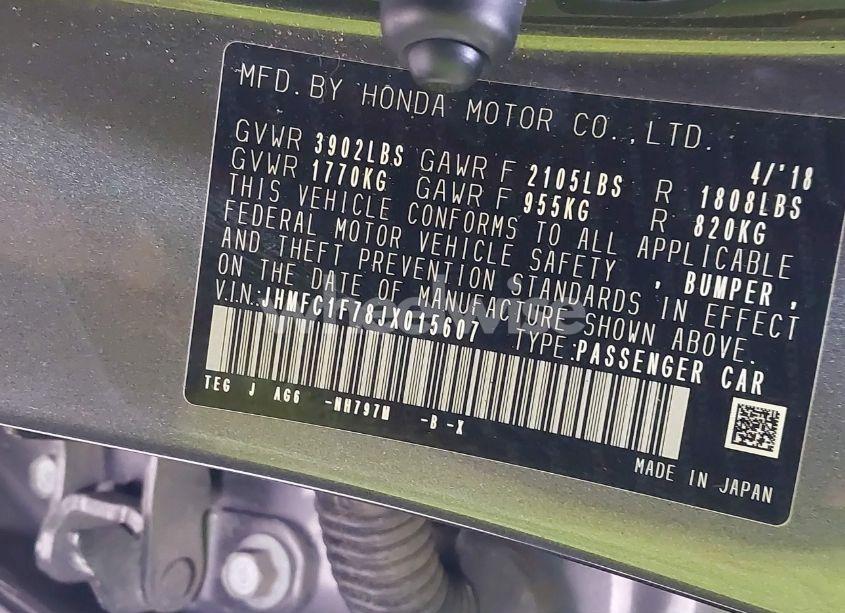 MFD. BY HONDA MOTOR CO.,LTD.
4/'18
GVWR 3902LBS GAWR F 2105LBS R 1808LBS
GVWR 1770KG GAWR F 955KG R 820KG
THIS VEHICLE CONFORMS TO ALL APPLICABLE
FEDERAL MOTOR VEHICLE SAFETY , BUMPER ,
AND THEFT PREVENTION STANDARDS IN EFFECT
ON THE DATE OF MANUFACTURE SHOWN ABOVE.
V.I.N.:JHMFC1F78JX015607 TYPE:PASSENGER CAR
TE6 J AG6 -NH797M -B -X
MADE IN JAPAN